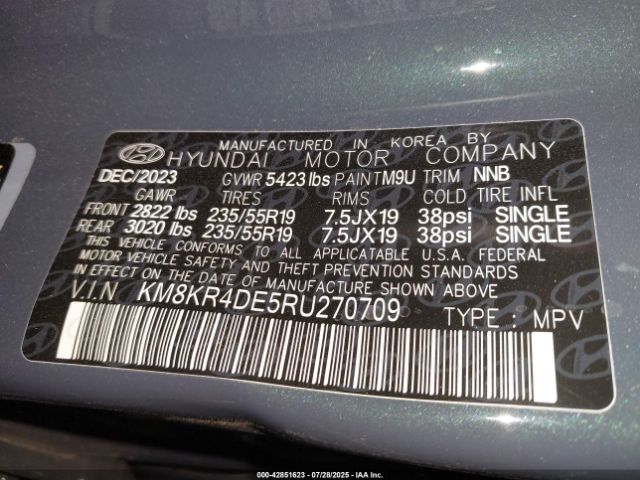 MANUFACTURED IN KOREA BY
HYUNDAI MOTOR COMPANY
DEC/2023 GVWR 5423 lbs PAINT M9U TRIM NNB
GAWR TIRES RIMS COLD TIRE INFL
FRONT 2822 lbs 235/55R19 7.5JX19 38psi SINGLE
REAR 3020 lbs 235/55R19 7.5JX19 38psi SINGLE
THIS VEHICLE CONFORMS TO ALL APPLICABLE U.S.A. FEDERAL
MOTOR VEHICLE SAFETY AND THEFT PREVENTION STANDARDS
IN EFFECT ON THE DATE OF MANUFACTURE SHOWN ABOVE.
V.I.N KM8KR4DE5RU270709 TYPE : MPV
000-42851623 07/28/2025 IAA Inc.